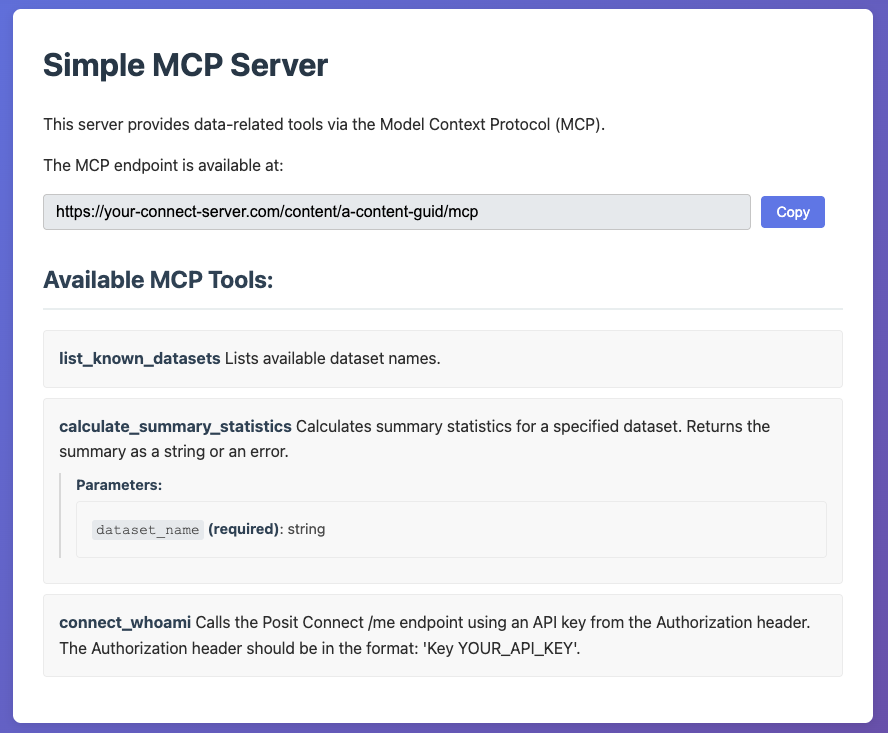 Simple MCP Server
This server provides data-related tools via the Model Context Protocol (MCP).
The MCP endpoint is available at:
https://your-connect-server.com/content/a-content-guid/mcp
Copy
Available MCP Tools:
list_known_datasets Lists available dataset names.
calculate_summary_statistics Calculates summary statistics for a specified dataset. Returns the
summary as a string or an error.
Parameters:
dataset_name (required): string
connect_whoami Calls the Posit Connect /me endpoint using an API key from the Authorization header.
The Authorization header should be in the format: 'Key YOUR_API_KEY'.